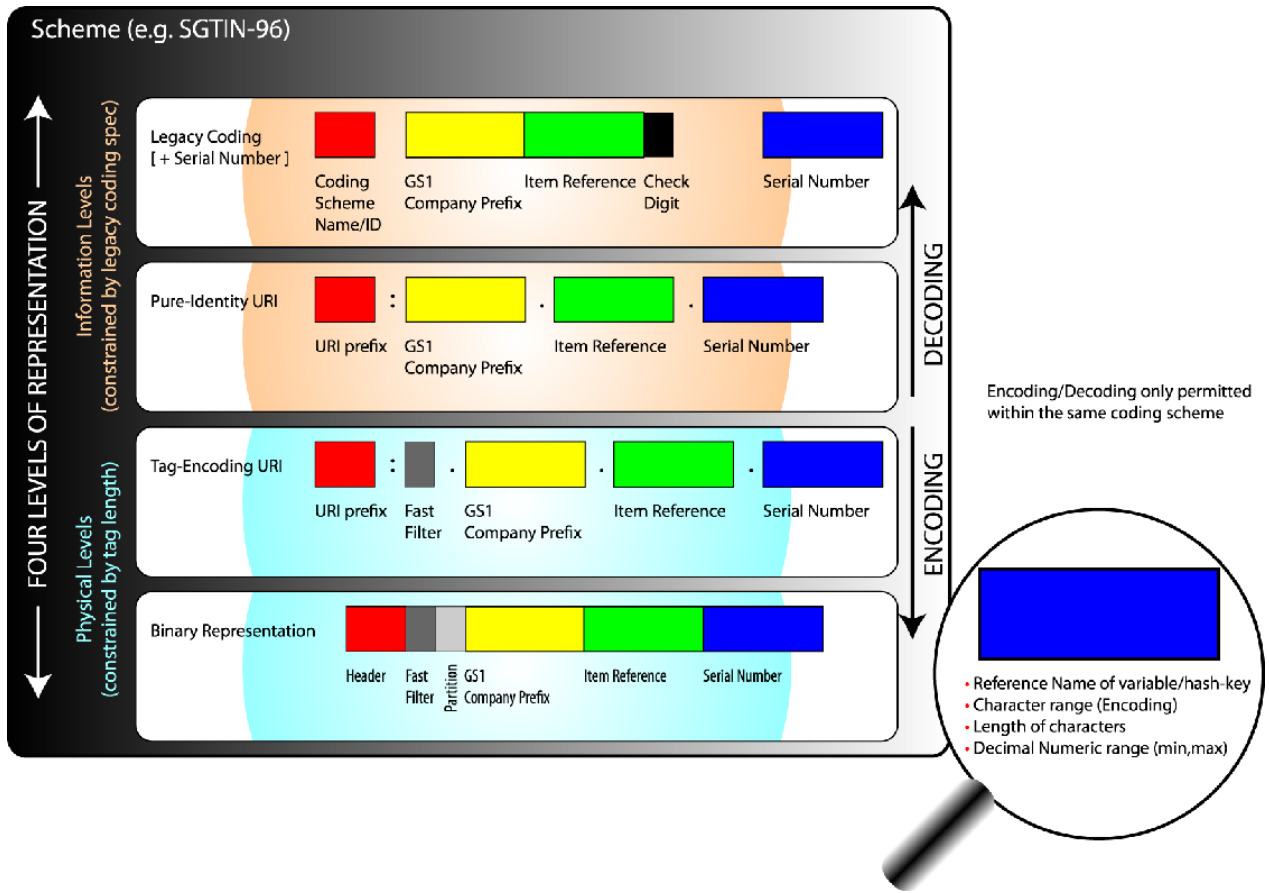 Scheme (e.g. SGTIN-96)
FOUR LEVELS OF REPRESENTATION
Information Levels
(constrained by legacy coding spec)
Physical Levels
(constrained by tag length)
Legacy Coding
[ + Serial Number ]
Coding
Scheme
Name/ID
GS1
Company Prefix
Item Reference
Check
Digit
Serial Number
Pure-Identity URI
:
.
.
URI prefix
GS1
Company Prefix
Item Reference
Serial Number
Tag-Encoding URI
:
.
.
.
URI prefix
Fast
Filter
GS1
Company Prefix
Item Reference
Serial Number
Binary Representation
Header
Fast
Filter
Partition
GS1
Company Prefix
Item Reference
Serial Number
DECODING
ENCODING
Encoding/Decoding only permitted
within the same coding scheme
• Reference Name of variable/hash-key
• Character range (Encoding)
• Length of characters
• Decimal Numeric range (min,max)